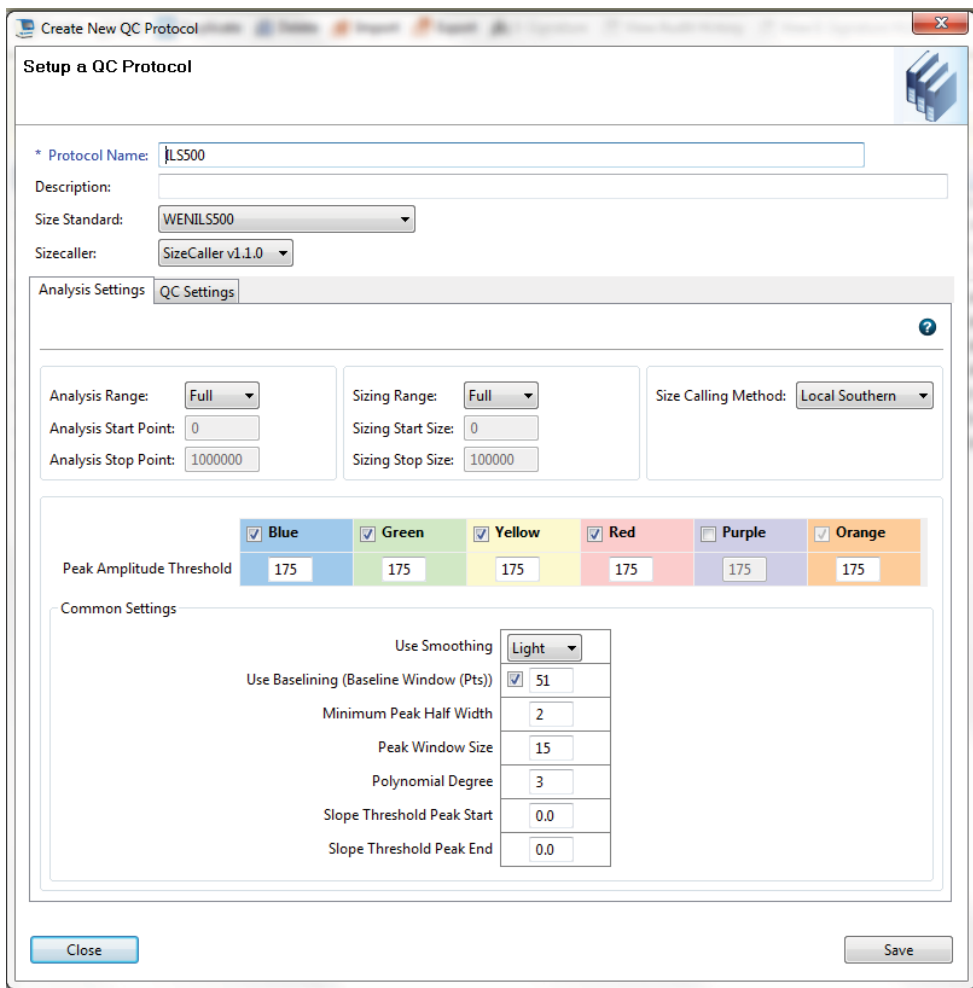 Create New QC Protocol
Setup a QC Protocol
* Protocol Name: ILS500
Description:
Size Standard: WENILS500
Sizecaller: SizeCaller v1.1.0
Analysis Settings QC Settings
?
Analysis Range: Full Sizing Range: Full Size Calling Method: Local Southern
Analysis Start Point: 0 Sizing Start Size: 0
Analysis Stop Point: 1000000 Sizing Stop Size: 100000
Blue Green Yellow Red Purple Orange
Peak Amplitude Threshold 175 175 175 175 175 175
Common Settings
Use Smoothing Light
Use Baselining (Baseline Window (Pts)) 51
Minimum Peak Half Width 2
Peak Window Size 15
Polynomial Degree 3
Slope Threshold Peak Start 0.0
Slope Threshold Peak End 0.0
Close Save